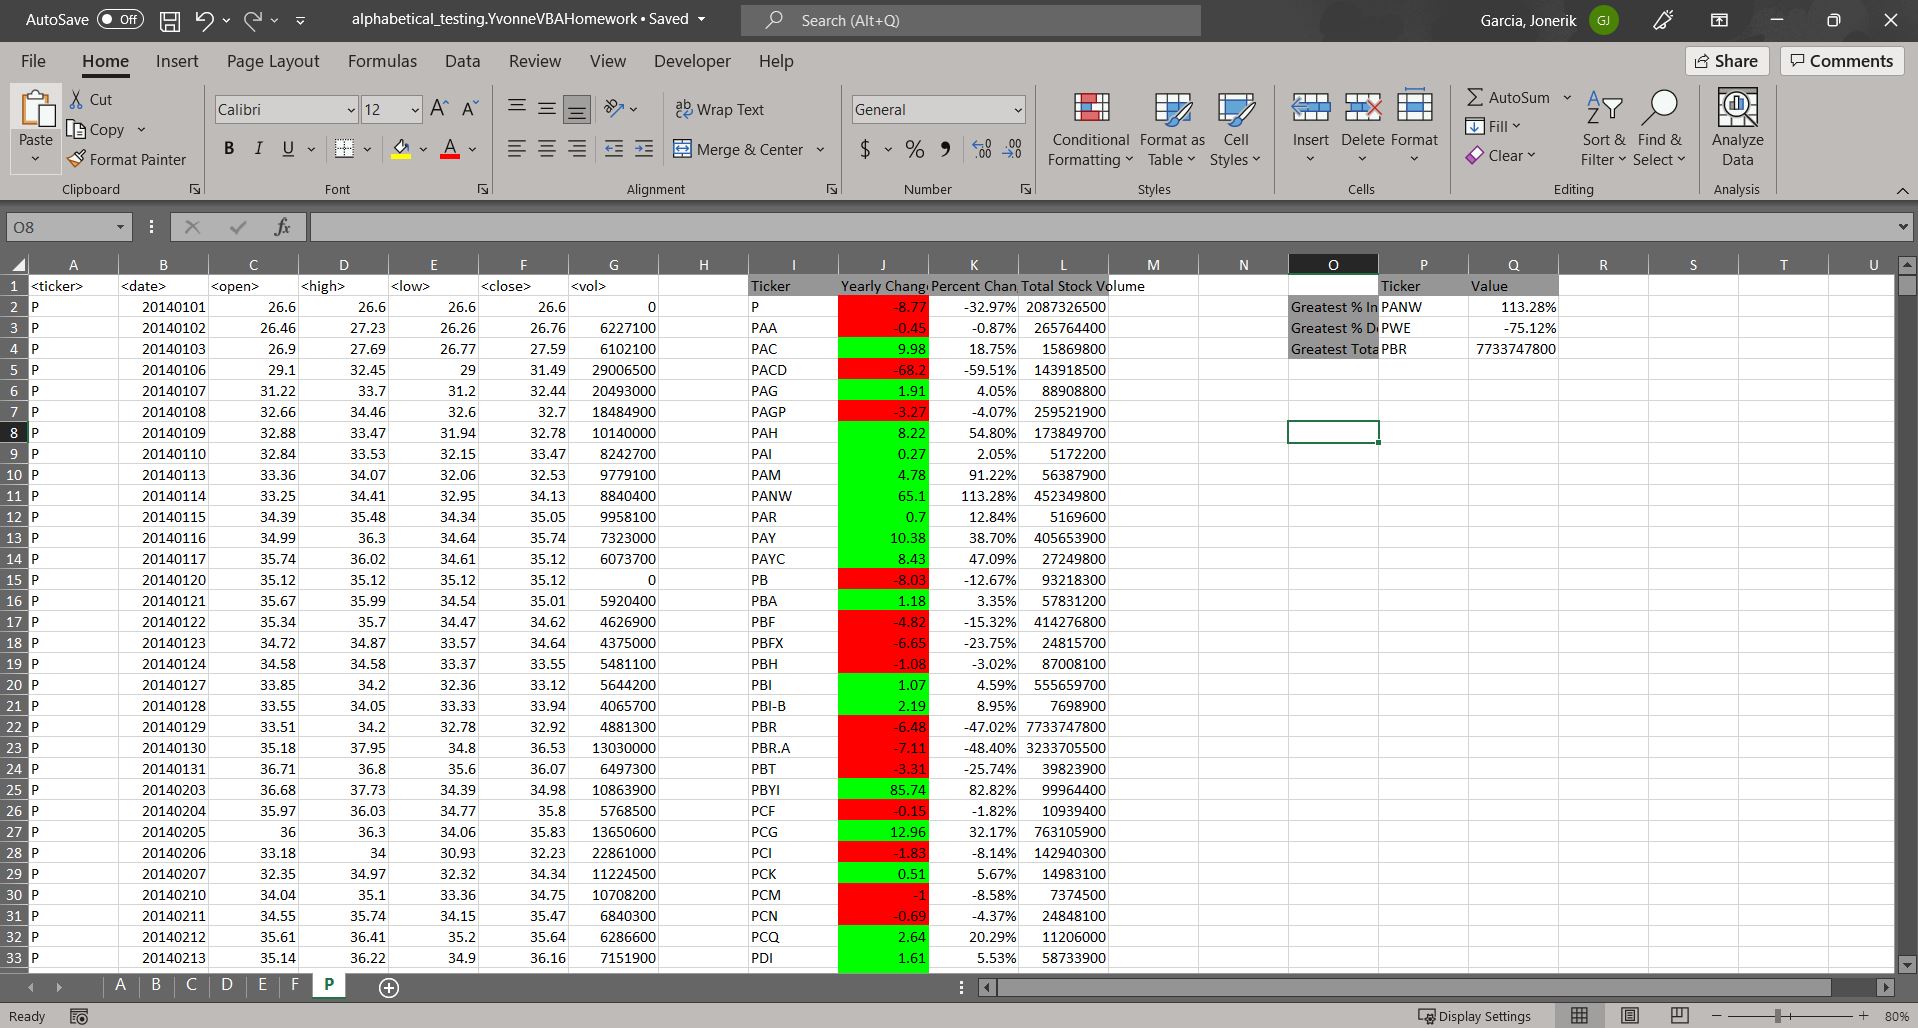 AutoSave Off alphabetical_testing.YvonneVBAHomework • Saved Search (Alt+Q) Garcia, Jonerik GJ
File Home Insert Page Layout Formulas Data Review View Automate Developer Help Share Comments
Paste Cut Copy Format Painter
Calibri 12 B I U A
ab Wrap Text Merge & Center
General $ % 9 .00
Conditional Formatting Format as Table Cell Styles
Insert Delete Format
AutoSum Fill Clear Sort & Filter Find & Select
Analyze Data
Clipboard Font Alignment Number Styles Cells Editing Analysis
O8 fx
A B C D E F G H I J K L M N O P Q R S T U
1 <ticker> <date> <open> <high> <low> <close> <vol> Ticker Yearly Chang Percent Chan Total Stock Volume Ticker Value
2 P 20140101 26.6 26.6 26.6 26.6 0 P -8.77 -32.97% 2087326500 Greatest % In PANW 113.28%
3 P 20140102 26.46 27.23 26.26 26.76 6227100 PAA -0.45 -0.87% 265764400 Greatest % D PWE -75.12%
4 P 20140103 26.9 27.69 26.77 27.59 6102100 PAC 9.98 18.75% 15869800 Greatest Tota PBR 7733747800
5 P 20140106 29.1 32.45 29 31.49 29006500 PACD -68.2 -59.51% 143918500
6 P 20140107 31.22 33.7 31.2 32.44 20493000 PAG 1.91 4.05% 88908800
7 P 20140108 32.66 34.46 32.6 32.7 18484900 PAGP -3.27 -4.07% 259521900
8 P 20140109 32.88 33.47 31.94 32.78 10140000 PAH 8.22 54.80% 173849700
9 P 20140110 32.84 33.53 32.15 33.47 8242700 PAI 0.27 2.05% 5172200
10 P 20140113 33.36 34.07 32.06 32.53 9779100 PAM 4.78 91.22% 56387900
11 P 20140114 33.25 34.41 32.95 34.13 8840400 PANW 65.1 113.28% 452349800
12 P 20140115 34.39 35.48 34.34 35.05 9958100 PAR 0.7 12.84% 5169600
13 P 20140116 34.99 36.3 34.64 35.74 7323000 PAY 10.38 38.70% 405653900
14 P 20140117 35.74 36.02 34.61 35.12 6073700 PAYC 8.43 47.09% 27249800
15 P 20140120 35.12 35.12 35.12 35.12 0 PB -8.03 -12.67% 93218300
16 P 20140121 35.67 35.99 34.54 35.01 5920400 PBA 1.18 3.35% 57831200
17 P 20140122 35.34 35.7 34.47 34.62 4626900 PBF -4.82 -15.32% 414276800
18 P 20140123 34.72 34.87 33.57 34.64 4375000 PBFX -6.65 -23.75% 24815700
19 P 20140124 34.58 34.58 33.37 33.55 5481100 PBH -1.08 -3.02% 87008100
20 P 20140127 33.85 34.2 32.36 33.12 5644200 PBI 1.07 4.59% 555659700
21 P 20140128 33.55 34.05 33.33 33.94 4065700 PBI-B 2.19 8.95% 7698900
22 P 20140129 33.51 34.2 32.78 32.92 4881300 PBR -6.48 -47.02% 7733747800
23 P 20140130 35.18 37.95 34.8 36.53 13030000 PBR.A -7.11 -48.40% 3233705500
24 P 20140131 36.71 36.8 35.6 36.07 6497300 PBT -3.31 -25.74% 39823900
25 P 20140203 36.68 37.73 34.39 34.98 10863900 PBYI 85.74 82.82% 99964400
26 P 20140204 35.97 36.03 34.77 35.8 5768500 PCF -0.15 -1.82% 10939400
27 P 20140205 36 36.3 34.06 35.83 13650600 PCG 12.96 32.17% 763105900
28 P 20140206 33.18 34 30.93 32.23 22861000 PCI -1.83 -8.14% 142940300
29 P 20140207 32.35 34.97 32.32 34.34 11224500 PCK 0.51 5.67% 14983100
30 P 20140210 34.04 35.1 33.36 34.75 10708200 PCM -1 -8.58% 7374500
31 P 20140211 34.55 35.74 34.15 35.47 6840300 PCN -0.69 -4.37% 24848100
32 P 20140212 35.61 36.41 35.2 35.64 6286600 PCQ 2.64 20.29% 11206000
33 P 20140213 35.14 36.22 34.9 36.16 7151900 PDI 1.61 5.53% 58733900
A B C D E F P
Ready Display Settings 80%